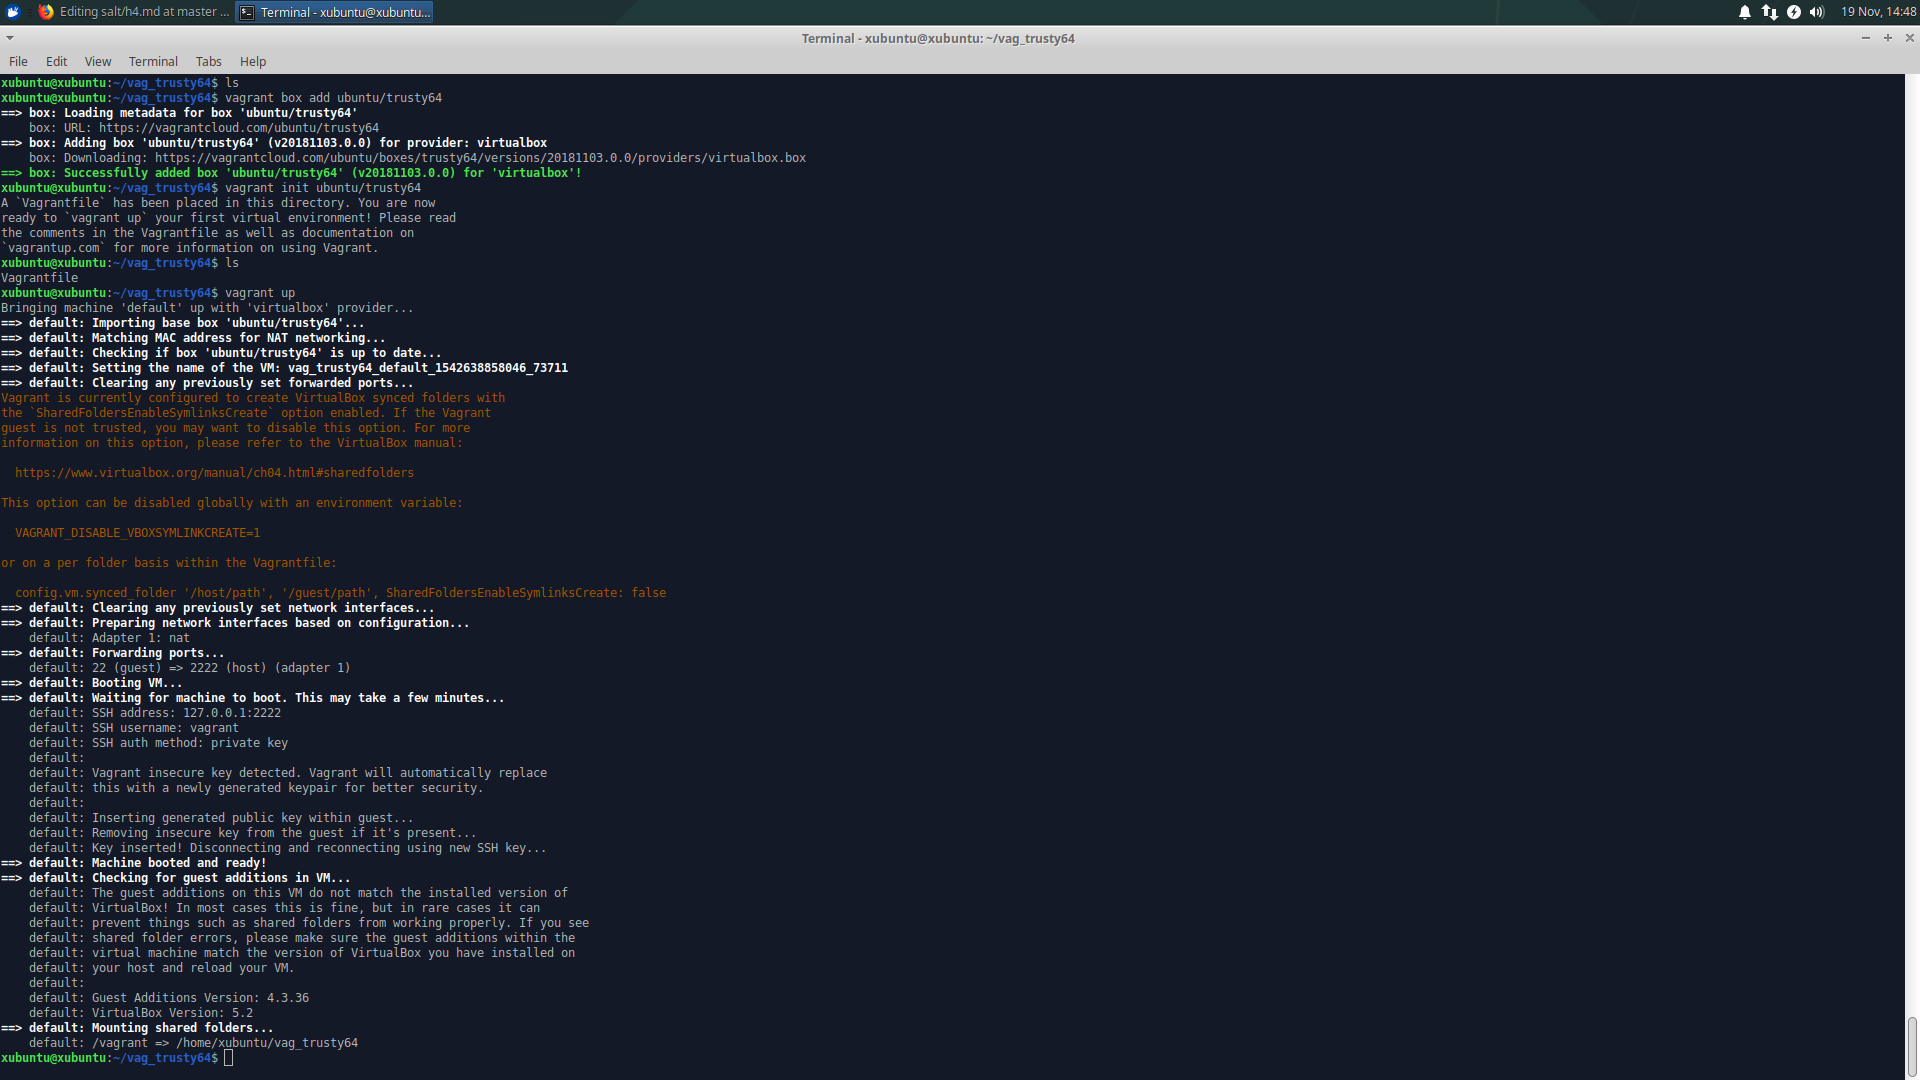 Editing salt/h4.md at master ...
Terminal - xubuntu@xubuntu...
19 Nov, 14:48
Terminal - xubuntu@xubuntu: ~/vag_trusty64
File Edit View Terminal Tabs Help
xubuntu@xubuntu:~/vag_trusty64$ ls
xubuntu@xubuntu:~/vag_trusty64$ vagrant box add ubuntu/trusty64
==> box: Loading metadata for box 'ubuntu/trusty64'
    box: URL: https://vagrantcloud.com/ubuntu/trusty64
==> box: Adding box 'ubuntu/trusty64' (v20181103.0.0) for provider: virtualbox
    box: Downloading: https://vagrantcloud.com/ubuntu/boxes/trusty64/versions/20181103.0.0/providers/virtualbox.box
==> box: Successfully added box 'ubuntu/trusty64' (v20181103.0.0) for 'virtualbox'!
xubuntu@xubuntu:~/vag_trusty64$ vagrant init ubuntu/trusty64
A `Vagrantfile` has been placed in this directory. You are now
ready to `vagrant up` your first virtual environment! Please read
the comments in the Vagrantfile as well as documentation on
`vagrantup.com` for more information on using Vagrant.
xubuntu@xubuntu:~/vag_trusty64$ ls
Vagrantfile
xubuntu@xubuntu:~/vag_trusty64$ vagrant up
Bringing machine 'default' up with 'virtualbox' provider...
==> default: Importing base box 'ubuntu/trusty64'...
==> default: Matching MAC address for NAT networking...
==> default: Checking if box 'ubuntu/trusty64' is up to date...
==> default: Setting the name of the VM: vag_trusty64_default_1542638858046_73711
==> default: Clearing any previously set forwarded ports...
Vagrant is currently configured to create VirtualBox synced folders with
the `SharedFoldersEnableSymlinksCreate` option enabled. If the Vagrant
guest is not trusted, you may want to disable this option. For more
information on this option, please refer to the VirtualBox manual:
  https://www.virtualbox.org/manual/ch04.html#sharedfolders
This option can be disabled globally with an environment variable:
  VAGRANT_DISABLE_VBOXSYMLINKCREATE=1
or on a per folder basis within the Vagrantfile:
  config.vm.synced_folder '/host/path', '/guest/path', SharedFoldersEnableSymlinksCreate: false
==> default: Clearing any previously set network interfaces...
==> default: Preparing network interfaces based on configuration...
    default: Adapter 1: nat
==> default: Forwarding ports...
    default: 22 (guest) => 2222 (host) (adapter 1)
==> default: Booting VM...
==> default: Waiting for machine to boot. This may take a few minutes...
    default: SSH address: 127.0.0.1:2222
    default: SSH username: vagrant
    default: SSH auth method: private key
    default:
    default: Vagrant insecure key detected. Vagrant will automatically replace
    default: this with a newly generated keypair for better security.
    default:
    default: Inserting generated public key within guest...
    default: Removing insecure key from the guest if it's present...
    default: Key inserted! Disconnecting and reconnecting using new SSH key...
==> default: Machine booted and ready!
==> default: Checking for guest additions in VM...
    default: The guest additions on this VM do not match the installed version of
    default: VirtualBox! In most cases this is fine, but in rare cases it can
    default: prevent things such as shared folders from working properly. If you see
    default: shared folder errors, please make sure the guest additions within the
    default: virtual machine match the version of VirtualBox you have installed on
    default: your host and reload your VM.
    default:
    default: Guest Additions Version: 4.3.36
    default: VirtualBox Version: 5.2
==> default: Mounting shared folders...
    default: /vagrant => /home/xubuntu/vag_trusty64
xubuntu@xubuntu:~/vag_trusty64$